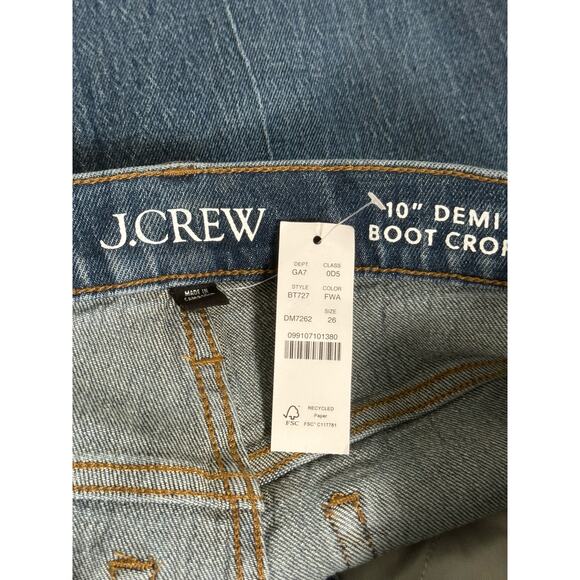 J.CREW
10" DEMI
BOOT CROP
MADE IN
DEPT CLASS
GA7 0D5
STYLE COLOR
BT727 FWA
SIZE
DM7262 26
099107101380
FSC
RECYCLED
Paper
FSC® C117781